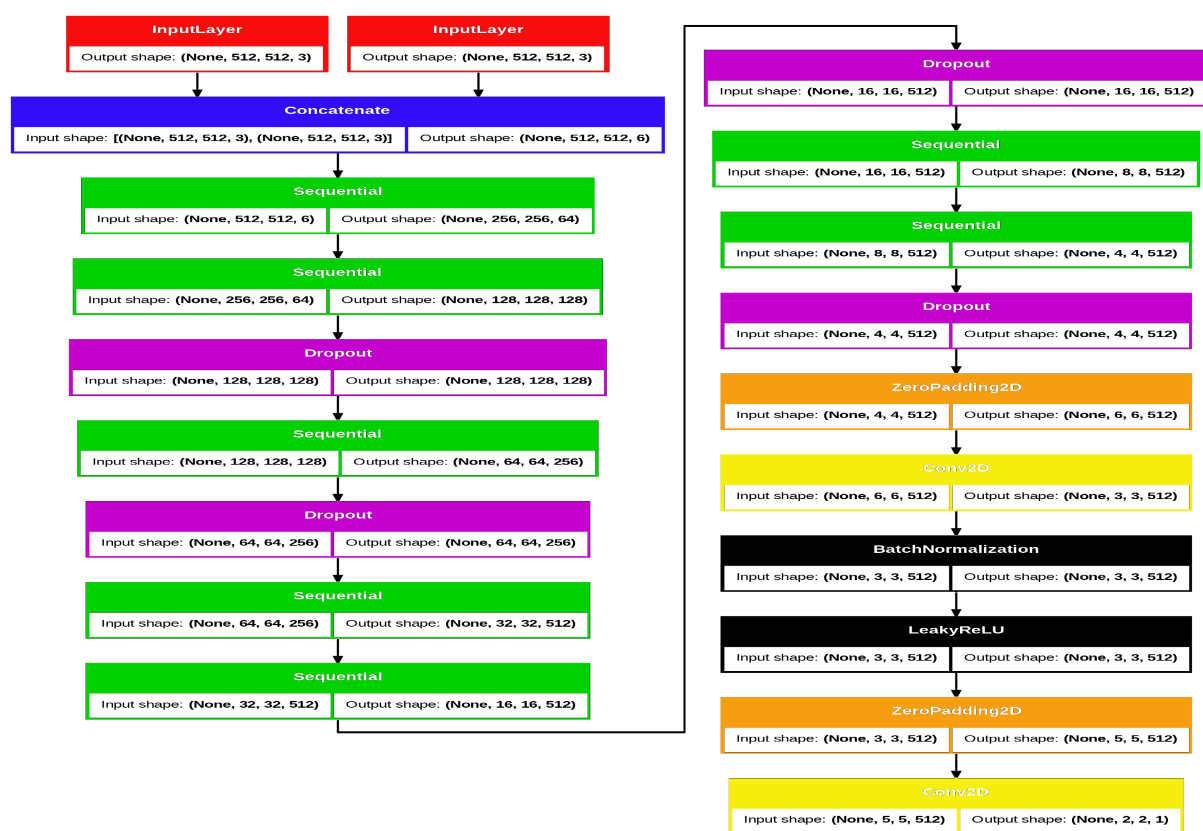 InputLayer
Output shape: (None, 512, 512, 3)
InputLayer
Output shape: (None, 512, 512, 3)
Concatenate
Input shape: [(None, 512, 512, 3), (None, 512, 512, 3)] Output shape: (None, 512, 512, 6)
Sequential
Input shape: (None, 512, 512, 6) Output shape: (None, 256, 256, 64)
Sequential
Input shape: (None, 256, 256, 64) Output shape: (None, 128, 128, 128)
Dropout
Input shape: (None, 128, 128, 128) Output shape: (None, 128, 128, 128)
Sequential
Input shape: (None, 128, 128, 128) Output shape: (None, 64, 64, 256)
Dropout
Input shape: (None, 64, 64, 256) Output shape: (None, 64, 64, 256)
Sequential
Input shape: (None, 64, 64, 256) Output shape: (None, 32, 32, 512)
Sequential
Input shape: (None, 32, 32, 512) Output shape: (None, 16, 16, 512)
Dropout
Input shape: (None, 16, 16, 512) Output shape: (None, 16, 16, 512)
Sequential
Input shape: (None, 16, 16, 512) Output shape: (None, 8, 8, 512)
Sequential
Input shape: (None, 8, 8, 512) Output shape: (None, 4, 4, 512)
Dropout
Input shape: (None, 4, 4, 512) Output shape: (None, 4, 4, 512)
ZeroPadding2D
Input shape: (None, 4, 4, 512) Output shape: (None, 6, 6, 512)
Conv2D
Input shape: (None, 6, 6, 512) Output shape: (None, 3, 3, 512)
BatchNormalization
Input shape: (None, 3, 3, 512) Output shape: (None, 3, 3, 512)
LeakyReLU
Input shape: (None, 3, 3, 512) Output shape: (None, 3, 3, 512)
ZeroPadding2D
Input shape: (None, 3, 3, 512) Output shape: (None, 5, 5, 512)
Conv2D
Input shape: (None, 5, 5, 512) Output shape: (None, 2, 2, 1)